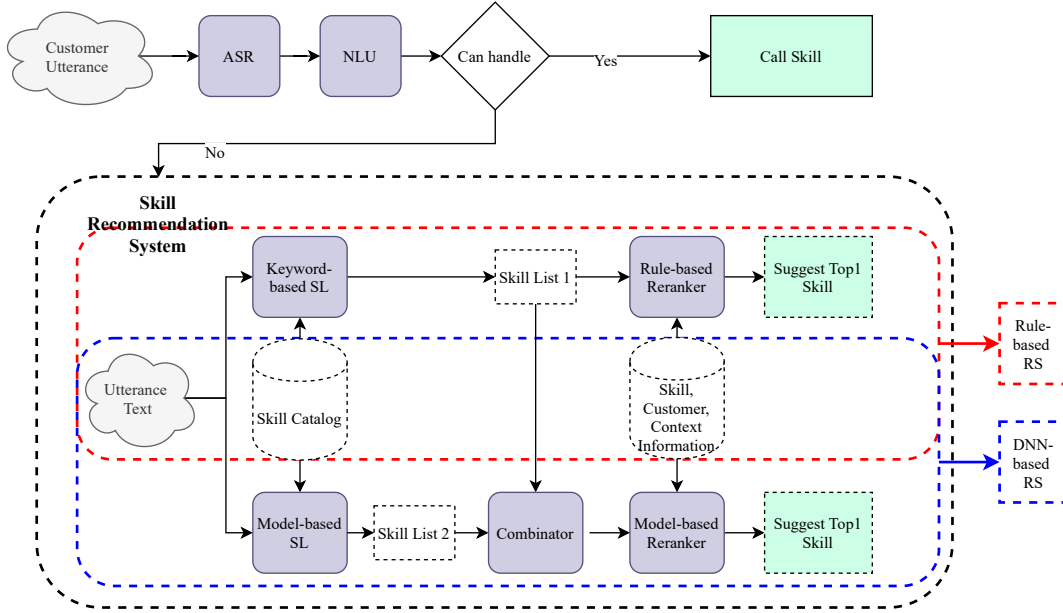 Customer
Utterance
ASR
NLU
Can handle
Yes
Call Skill
No
Skill
Recommendation
System
Keyword-
based SL
Skill List 1
Rule-based
Reranker
Suggest Top1
Skill
Rule-
based
RS
Utterance
Text
Skill Catalog
Skill,
Customer,
Context
Information
DNN-
based
RS
Model-based
SL
Skill List 2
Combinator
Model-based
Reranker
Suggest Top1
Skill